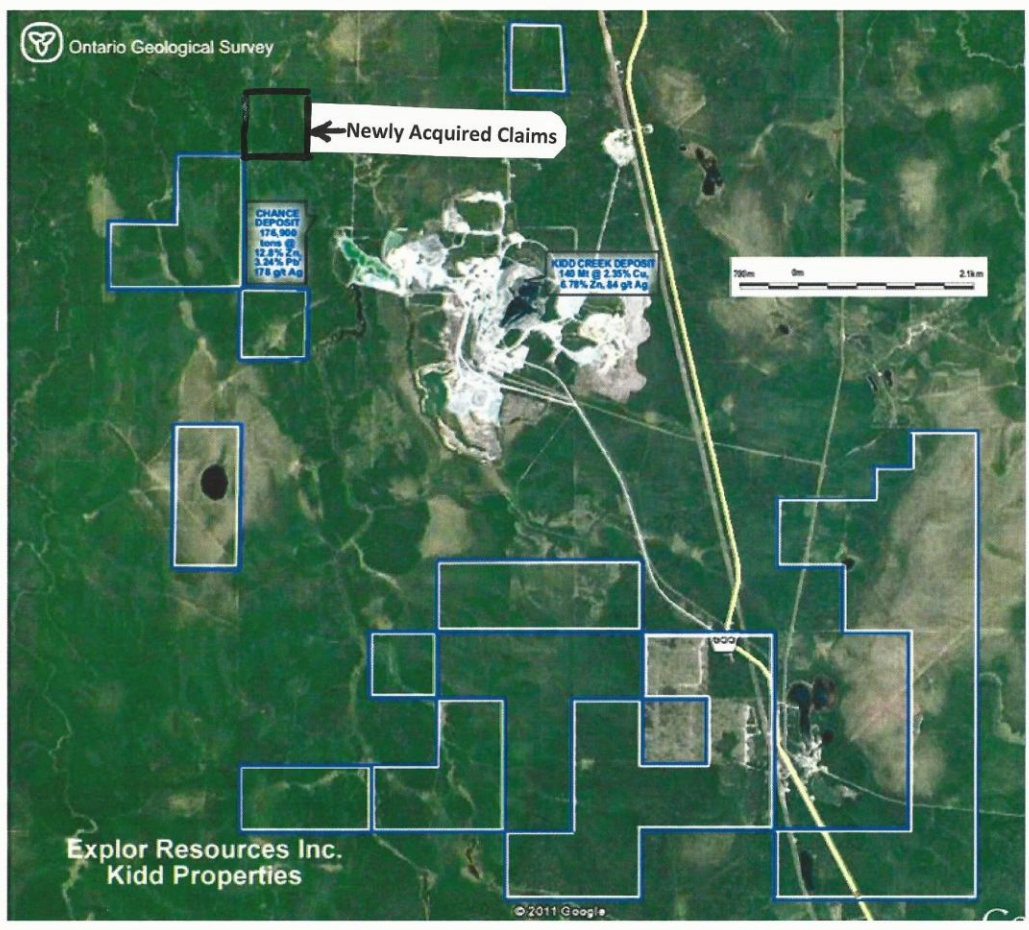 Ontario Geological Survey
Newly Acquired Claims
CHANCE
DEPOSIT
176,900
tons @
12.8% Zn,
3.24% Pb
178 g/t Ag
KIDD CREEK DEPOSIT
140 Mt @ 2.35% Cu,
6.78% Zn, 84 g/t Ag
700m 0m 2.1km
Explor Resources Inc.
Kidd Properties
© 2011 Google